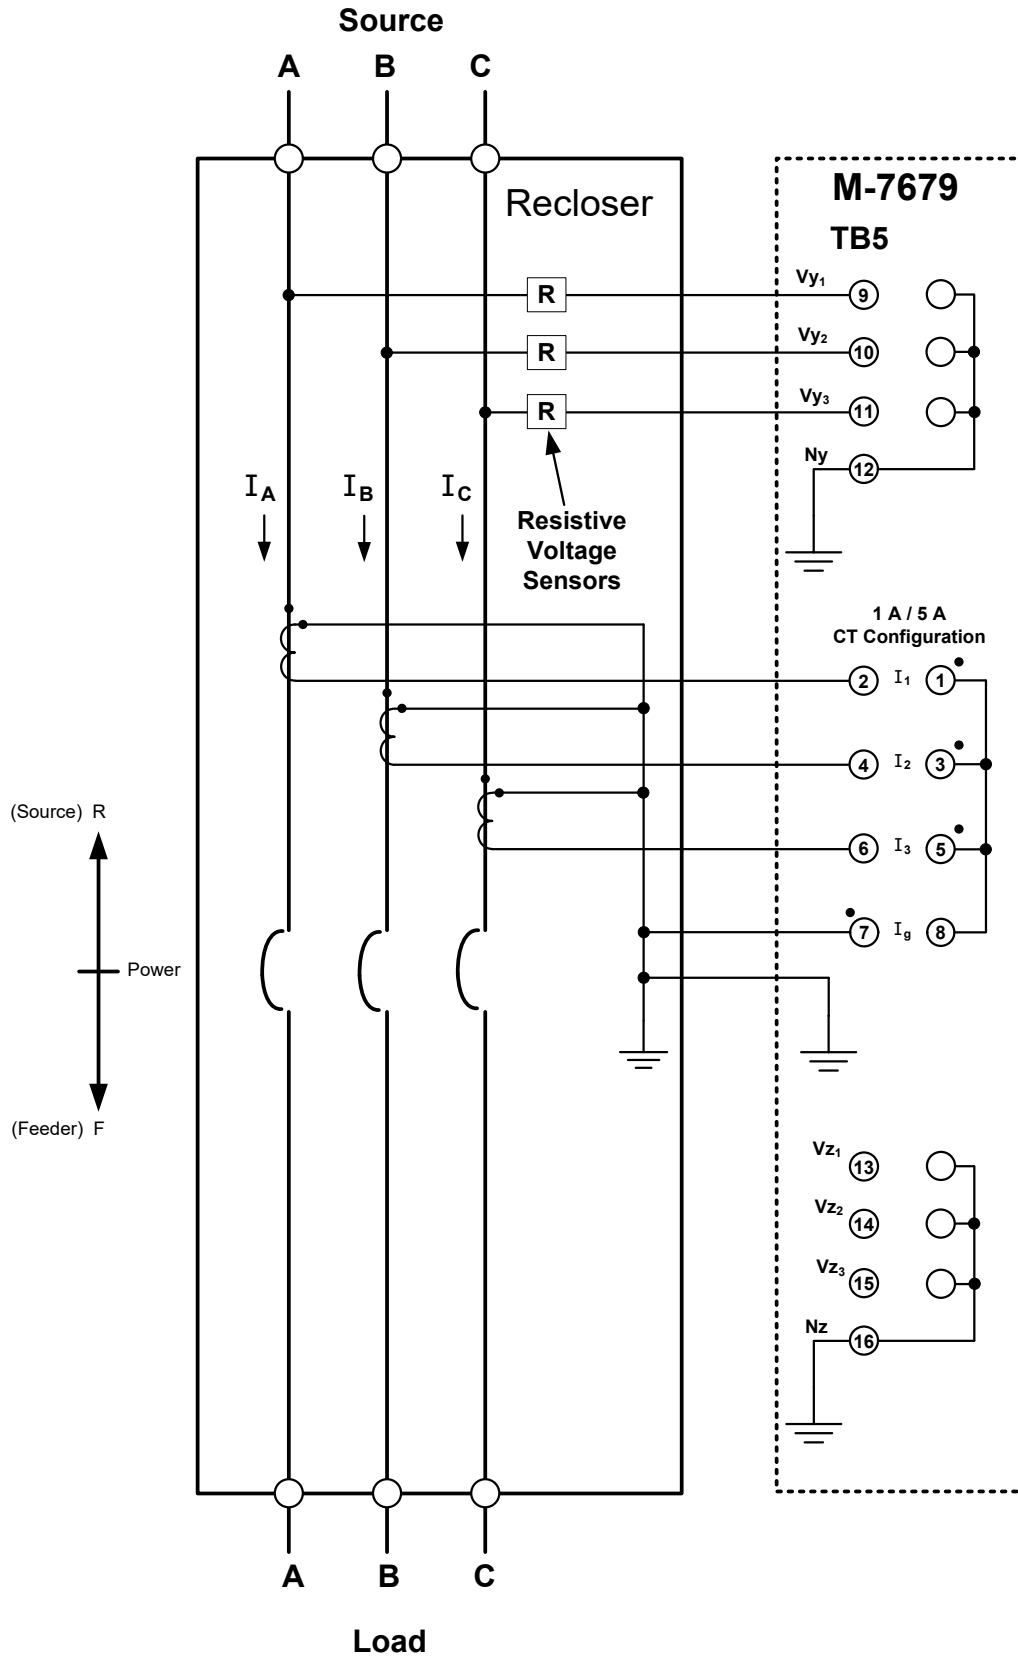 Source
A B C
Recloser
M-7679
TB5
R Vy1 9
R Vy2 10
R Vy3 11
Ny 12
IA IB IC
Resistive
Voltage
Sensors
1 A / 5 A
CT Configuration
2 I1 1
4 I2 3
(Source) R
6 I3 5
7 Ig 8
Power
(Feeder) F
Vz1 13
Vz2 14
Vz3 15
Nz 16
A B C
Load